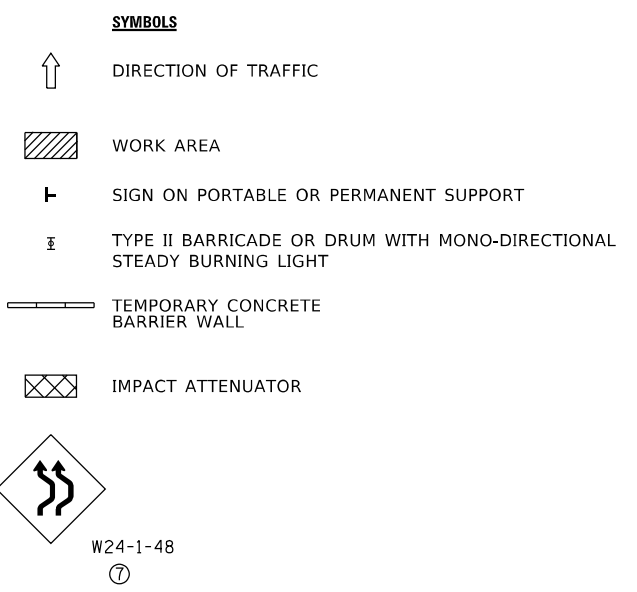 SYMBOLS
DIRECTION OF TRAFFIC
WORK AREA
SIGN ON PORTABLE OR PERMANENT SUPPORT
TYPE II BARRICADE OR DRUM WITH MONO-DIRECTIONAL
STEADY BURNING LIGHT
TEMPORARY CONCRETE
BARRIER WALL
IMPACT ATTENUATOR
W24-1-48
7